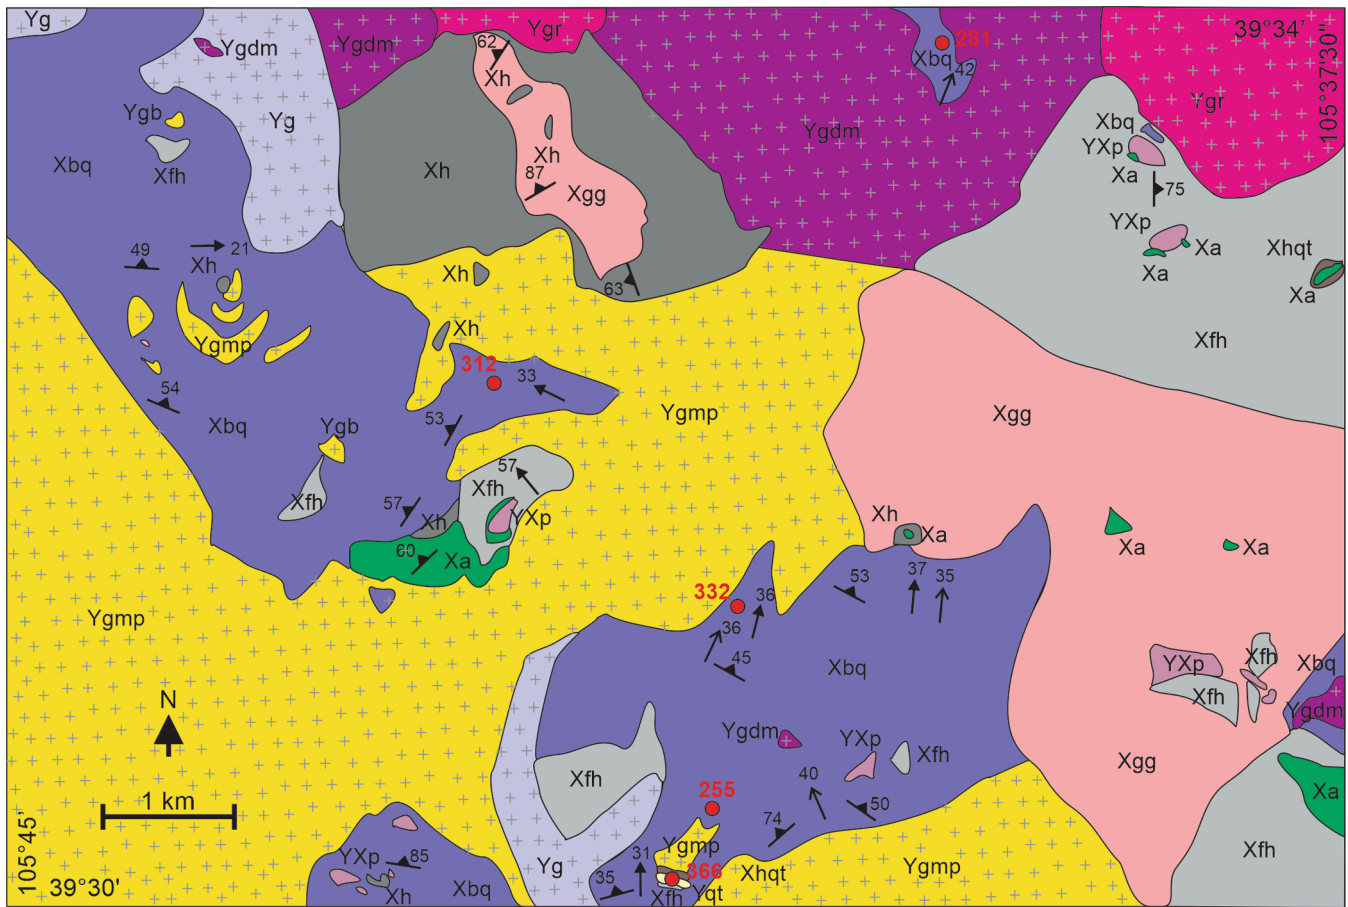 Yg
Ygdm
Ygdm
Ygr
62
Xh
281
Xbq
42
39°34'
105°37'30"
Ygr
Ygb
Xfh
Xbq
Yg
Xh
Xh
87
Xgg
Ygdm
Xbq
YXp
Xa
75
YXp
Xa
Xa
Xhqt
Xa
49
21
Xh
Xh
63
Xh
Ygmp
Xfh
312
33
54
Xbq
53
Ygmp
Xgg
Ygb
57
Xfh
Xfh
57
Xh
YXp
60
Xa
Xh
Xa
Xa
Xa
37
35
53
332
36
36
45
Ygmp
Xbq
YXp
Xfh
Xfh
Xbq
Ygdm
N
1 km
Ygdm
YXp
Xfh
Xfh
Xgg
Xa
40
255
50
74
105°45'
39°30'
YXp
85
Xh
Xbq
Yg
31
35
Ygmp
366
Xfh
Yqt
Xhqt
Ygmp
Xfh